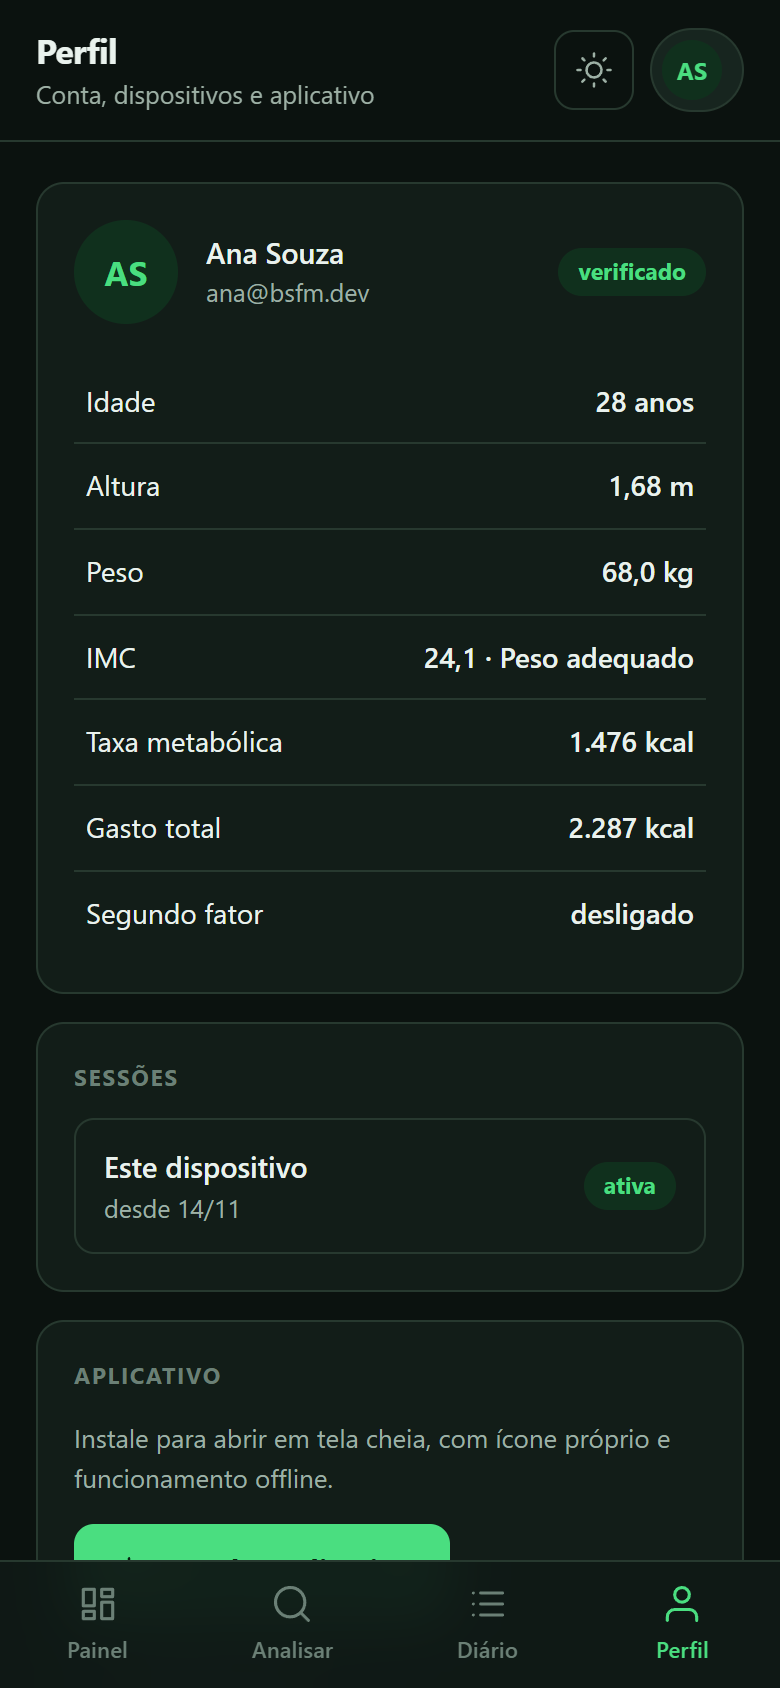 Perfil
Conta, dispositivos e aplicativo
AS
AS
Ana Souza
ana@bsfm.dev
verificado
Idade 28 anos
Altura 1,68 m
Peso 68,0 kg
IMC 24,1 · Peso adequado
Taxa metabólica 1.476 kcal
Gasto total 2.287 kcal
Segundo fator desligado
SESSÕES
Este dispositivo
desde 14/11
ativa
APLICATIVO
Instale para abrir em tela cheia, com ícone próprio e
funcionamento offline.
Painel Analisar Diário Perfil